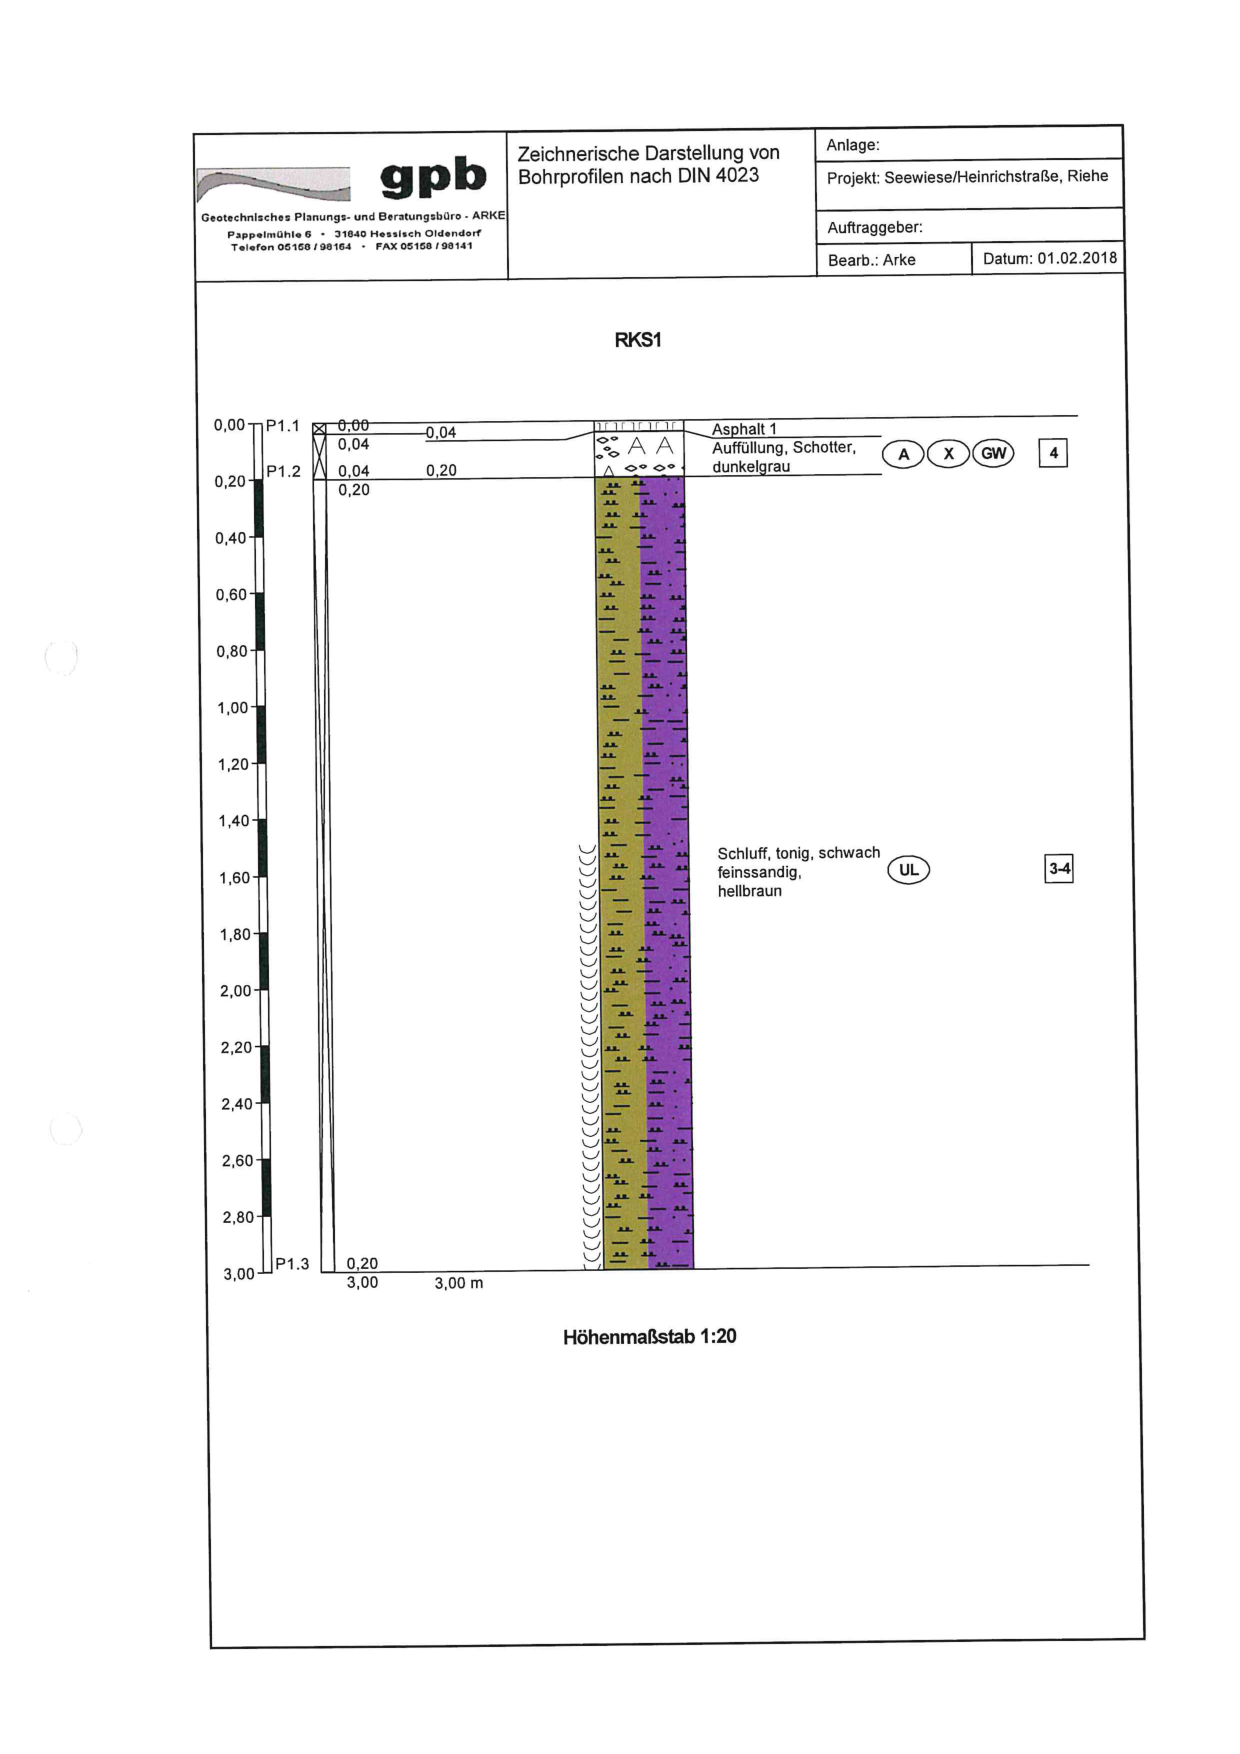 gpb
Geotechnisches Planungs- und Beratungsbüro - ARKE
Pappelmühle 6 - 31840 Hessisch Oldendorf
Telefon 05158 / 98164 - FAX 05158 / 98141
Zeichnerische Darstellung von
Bohrprofilen nach DIN 4023
Anlage:
Projekt: Seewiese/Heinrichstraße, Riehe
Auftraggeber:
Bearb.: Arke
Datum: 01.02.2018
RKS1
0,00 P1.1 0,00
0,04 0,04
Asphalt 1
Auffüllung, Schotter,
dunkelgrau
A X GW 4
P1.2 0,04 0,20
0,20 0,20
0,40
0,60
0,80
1,00
1,20
1,40
Schluff, tonig, schwach
feinssandig,
hellbraun
UL 3-4
1,60
1,80
2,00
2,20
2,40
2,60
2,80
P1.3 0,20
3,00 3,00 3,00 m
Höhenmaßstab 1:20